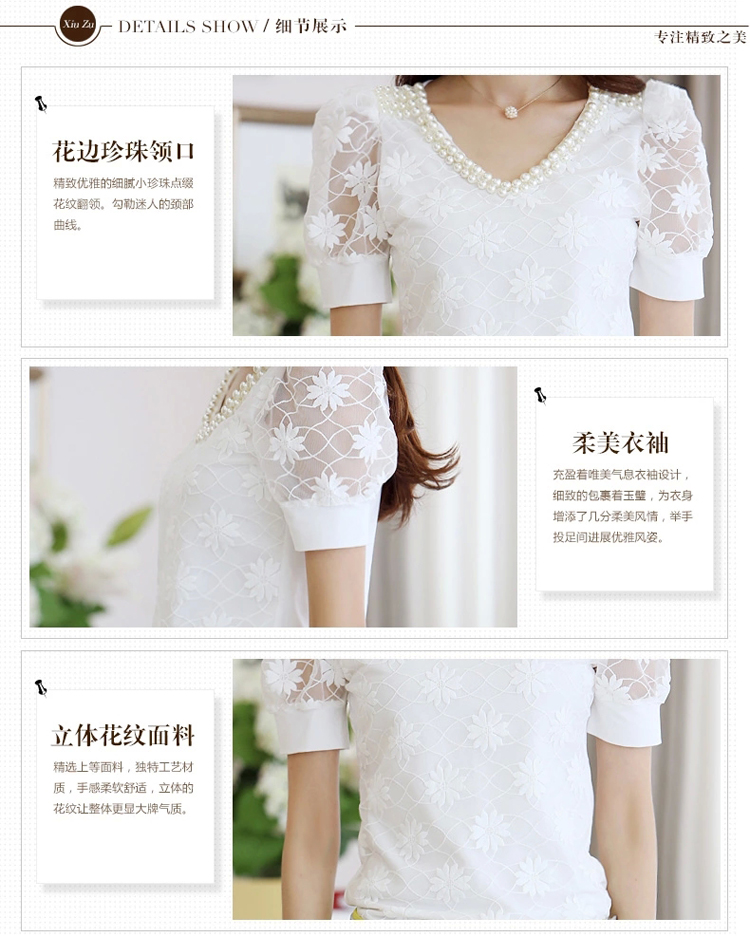 Xiu Zu
DETAILS SHOW / 细节展示
专注精致之美
花边珍珠领口
精致优雅的细腻小珍珠点缀
花纹翻领。勾勒迷人的颈部
曲线。
柔美衣袖
充盈着唯美气息衣袖设计，
细致的包裹着玉璧，为衣身
增添了几分柔美风情，举手
投足间进展优雅风姿。
立体花纹面料
精选上等面料，独特工艺材
质，手感柔软舒适，立体的
花纹让整体更显大牌气质。